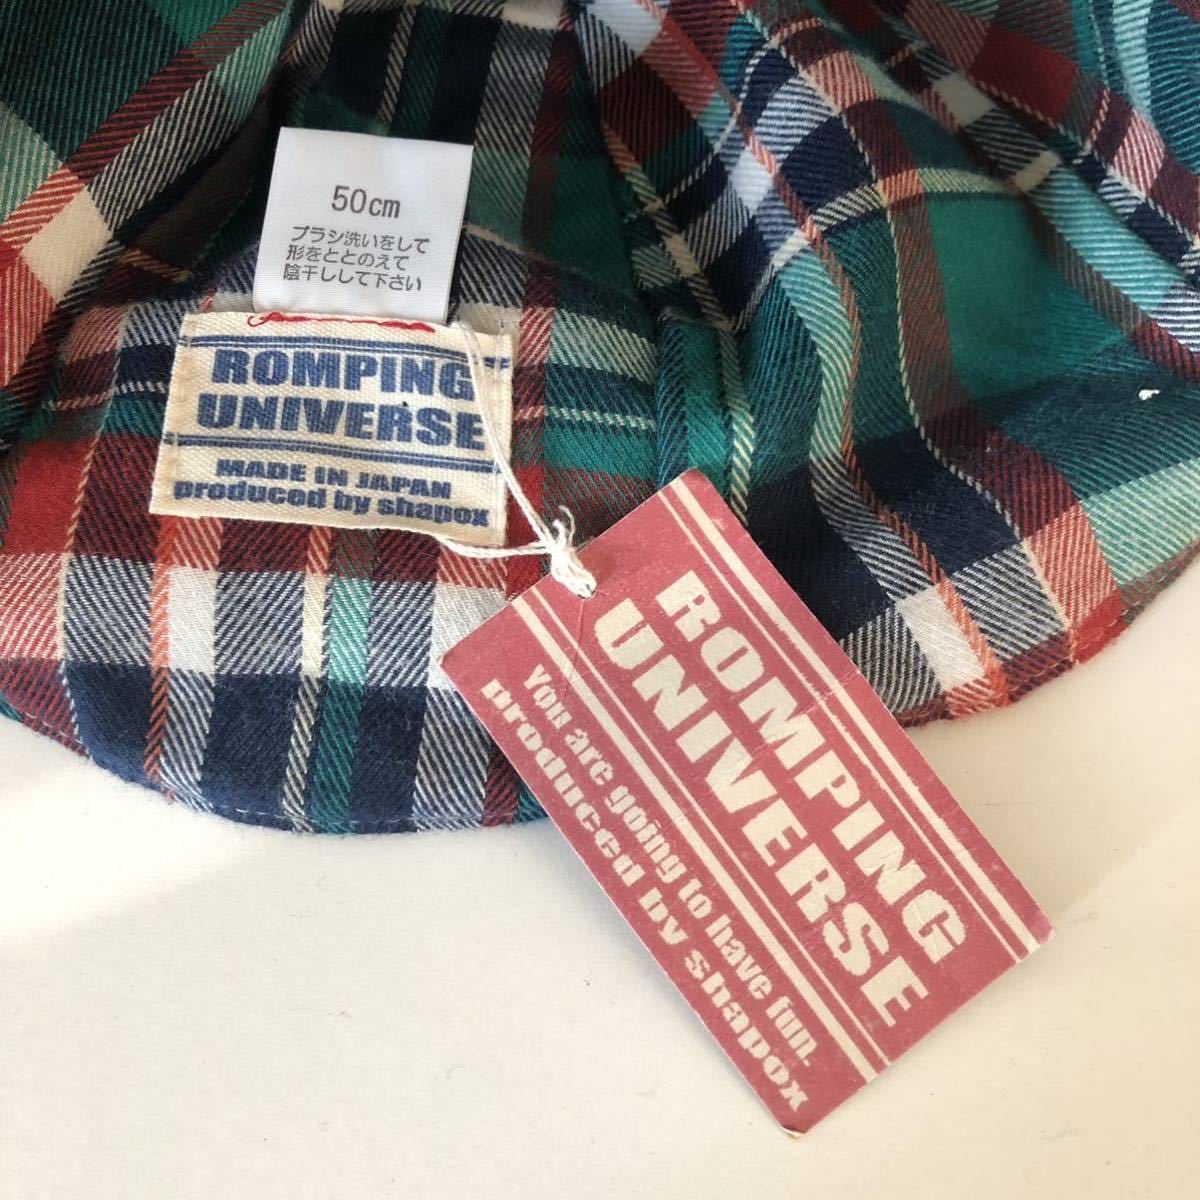 50cm
ブラシ洗いをして
形をととのえて
陰干しして下さい
ROMPING
UNIVERSE
MADE IN JAPAN
produced by shapox
ROMPING
UNIVERSE
You are going to have fun.
produced by shapox